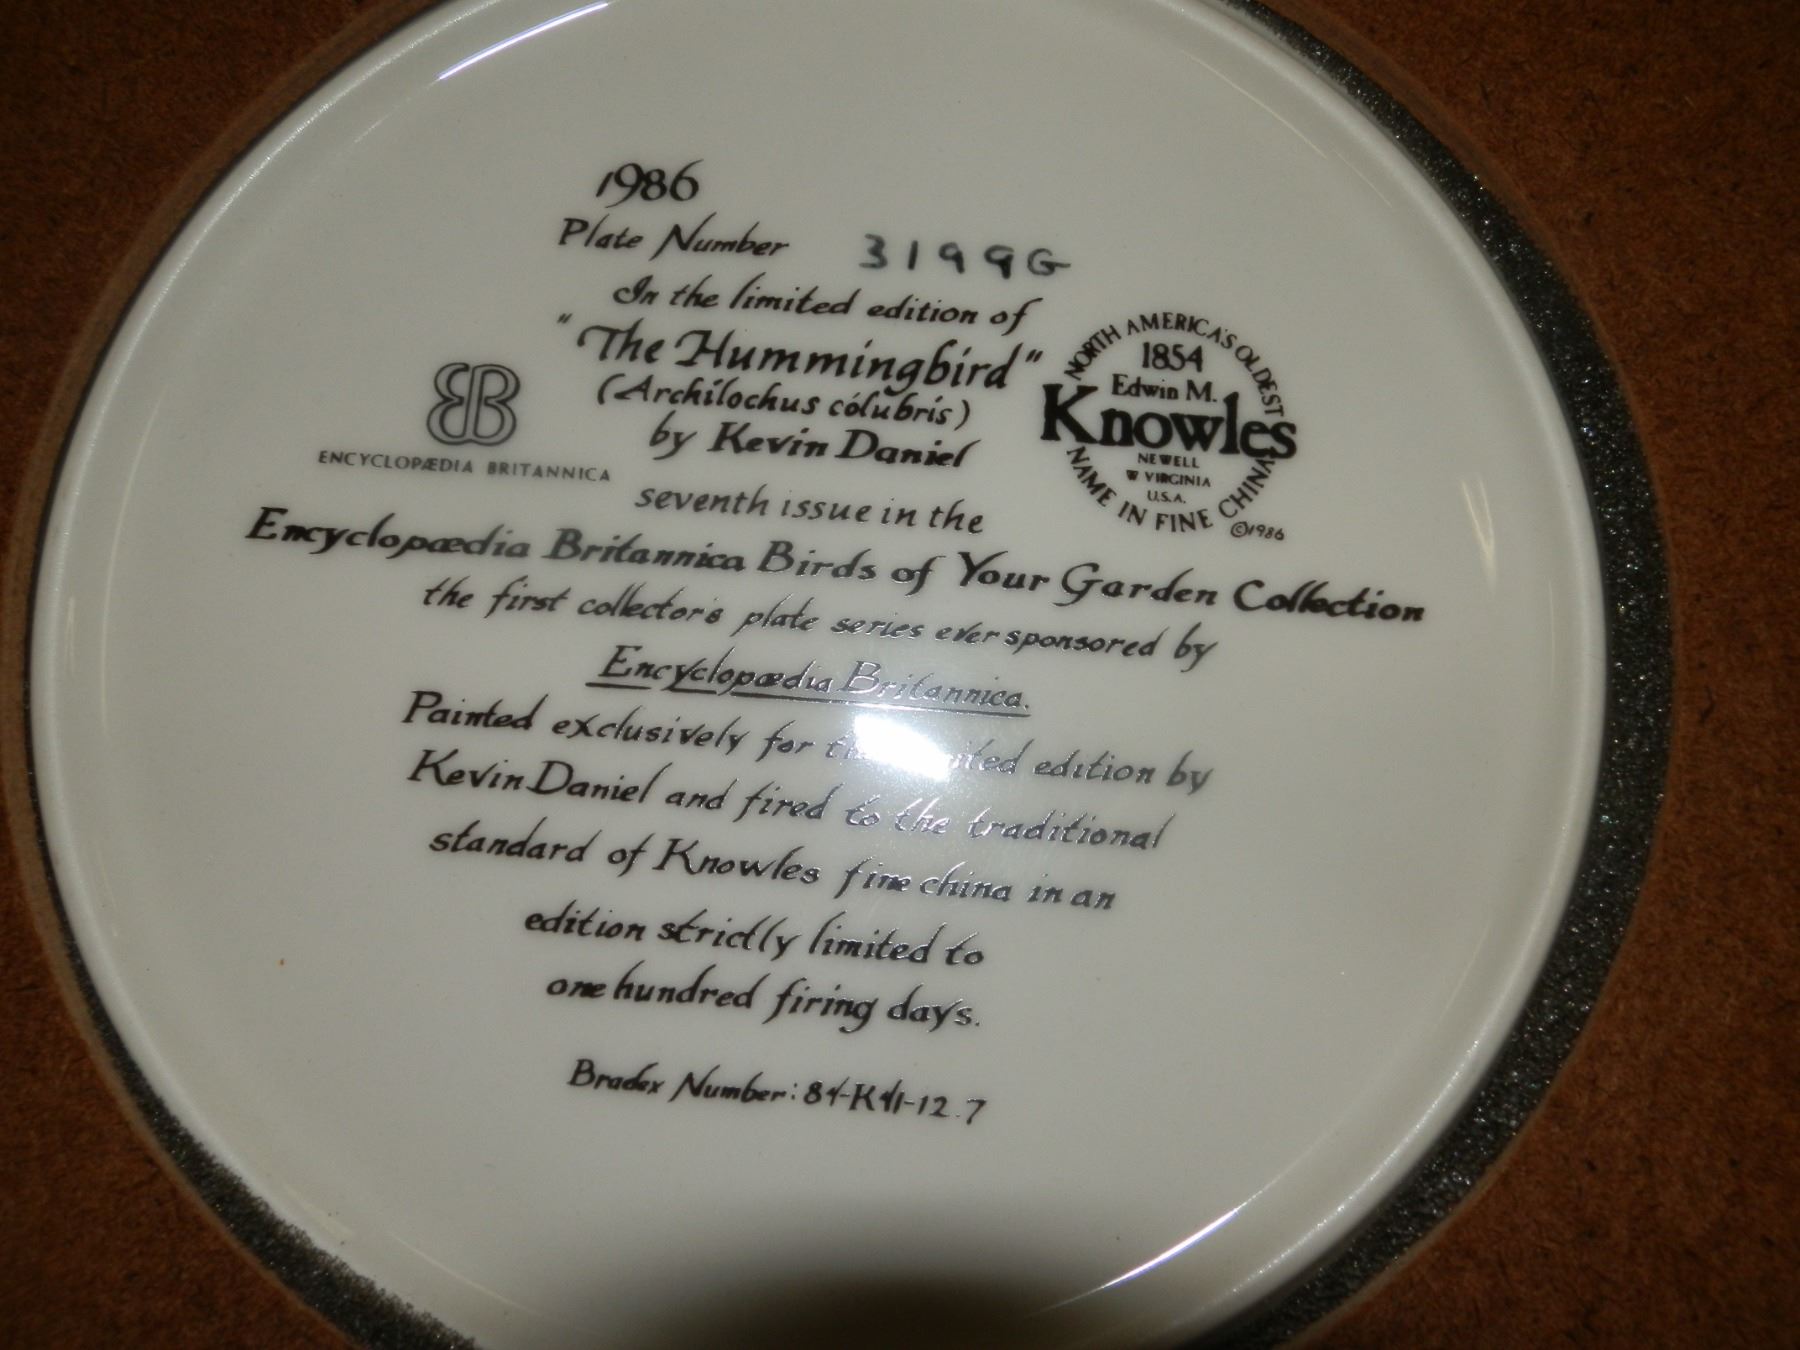 1986
Plate Number 3199G
In the limited edition of
"The Hummingbird"
(Archilochus cólubris)
by Kevin Daniel
ENCYCLOPÆDIA BRITANNICA
NORTH AMERICA'S OLDEST
1854
Edwin M.
Knowles
NEWELL
W VIRGINIA
U.S.A.
NAME IN FINE CHINA
©1986
seventh issue in the
Encyclopædia Britannica Birds of Your Garden Collection
the first collector's plate series ever sponsored by
Encyclopædia Britannica.
Painted exclusively for edition by
Kevin Daniel and fired to the traditional
standard of Knowles fine china in an
edition strictly limited to
one hundred firing days.
Bradex Number: 84-K41-12.7